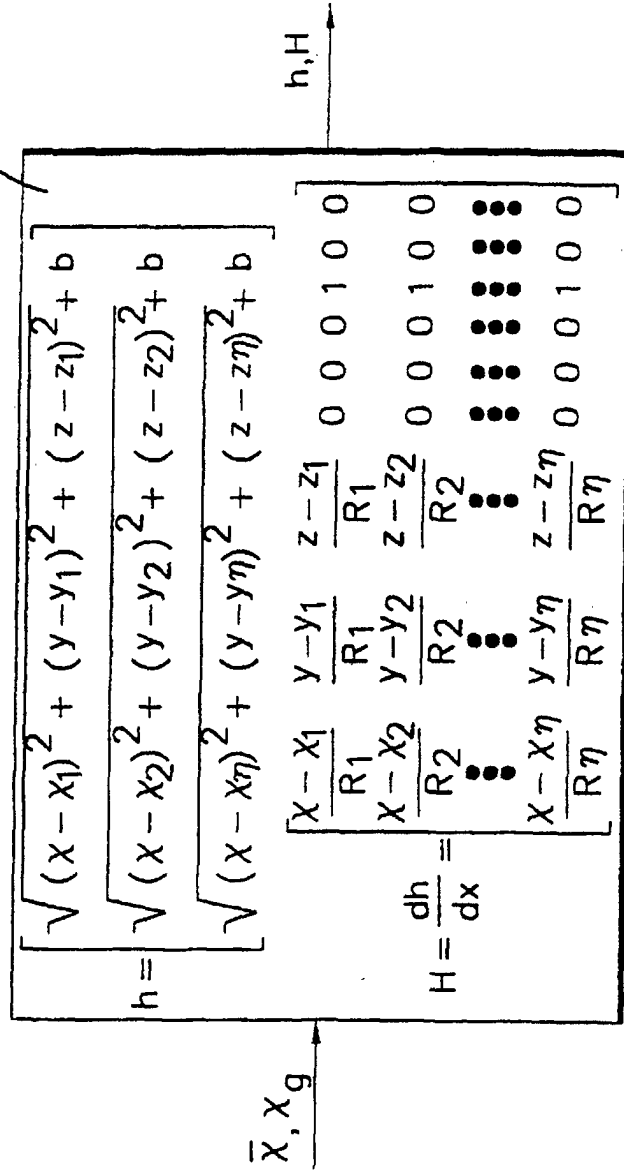 x̄, x_g
h = [ √(x − x₁)² + (y − y₁)² + (z − z₁)² + b
√(x − x₂)² + (y − y₂)² + (z − z₂)² + b
√(x − xη)² + (y − yη)² + (z − zη)² + b ]
H = dh/dx = [ (x − x₁)/R₁ (y − y₁)/R₁ (z − z₁)/R₁ 0 0 0 1 0 0
(x − x₂)/R₂ (y − y₂)/R₂ (z − z₂)/R₂ 0 0 0 1 0 0
••• ••• ••• ••• ••• ••• ••• ••• •••
(x − xη)/Rη (y − yη)/Rη (z − zη)/Rη 0 0 0 1 0 0 ]
h, H